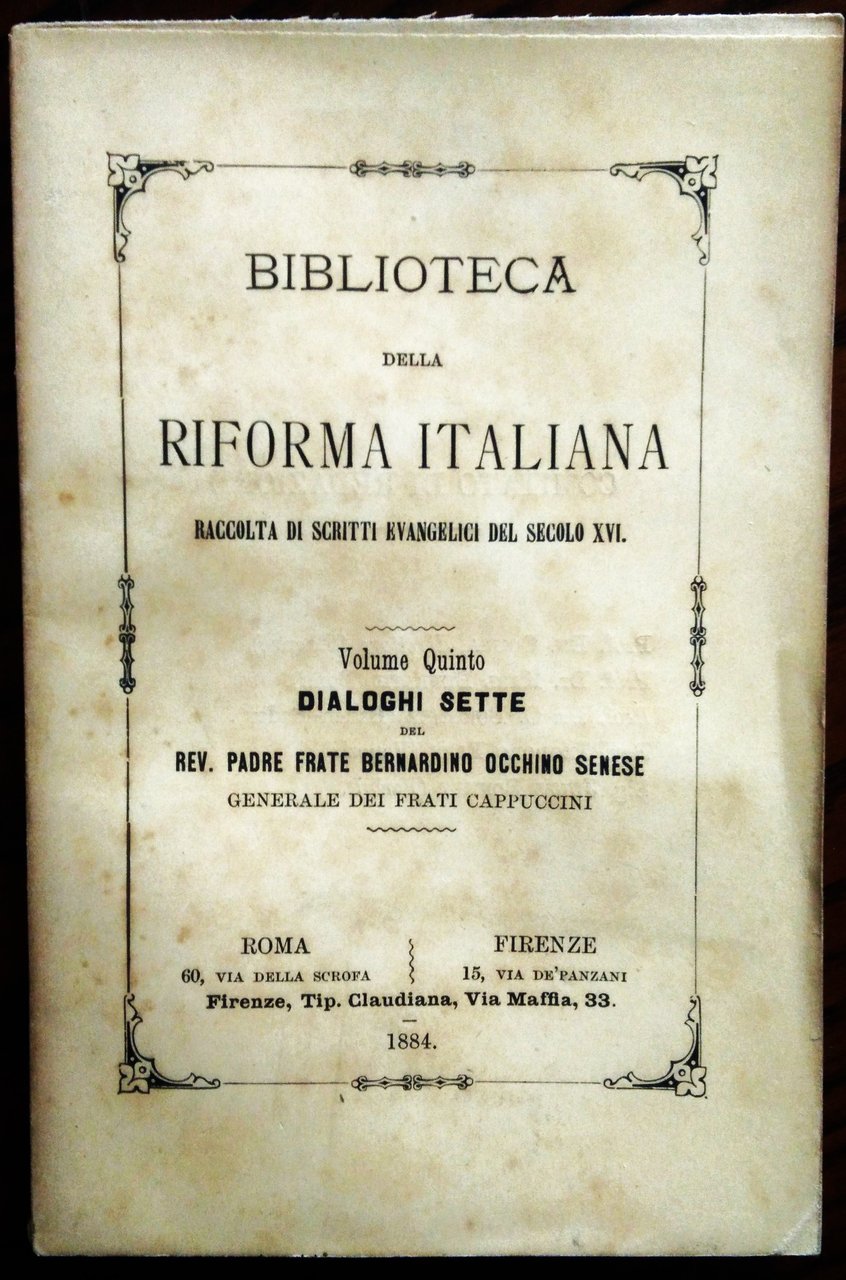 BIBLIOTECA
DELLA
RIFORMA ITALIANA
RACCOLTA DI SCRITTI EVANGELICI DEL SECOLO XVI.
Volume Quinto
DIALOGHI SETTE
DEL
REV. PADRE FRATE BERNARDINO OCCHINO SENESE
GENERALE DEI FRATI CAPPUCCINI
ROMA
60, VIA DELLA SCROFA
FIRENZE
15, VIA DE'PANZANI
Firenze, Tip. Claudiana, Via Maffia, 33.
1884.